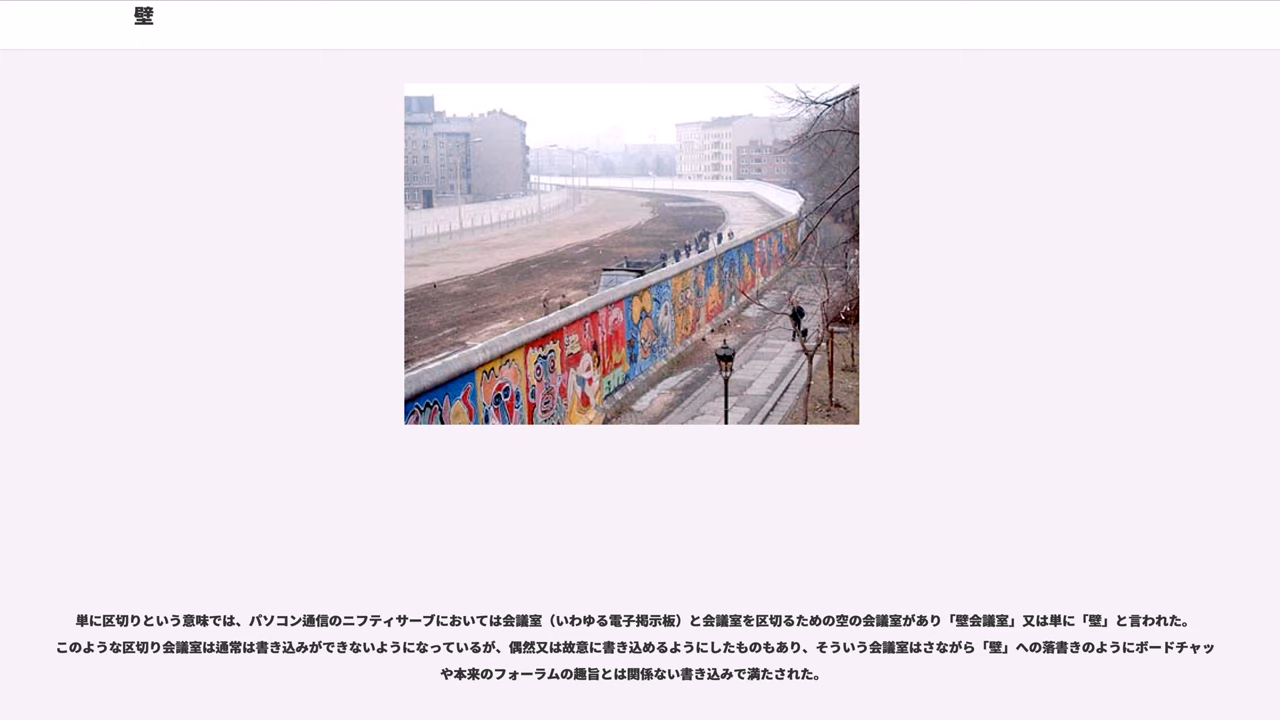 壁
単に区切りという意味では、パソコン通信のニフティサーブにおいては会議室（いわゆる電子掲示板）と会議室を区切るための空の会議室があり「壁会議室」又は単に「壁」と言われた。
このような区切り会議室は通常は書き込みができないようになっているが、偶然又は故意に書き込めるようにしたものもあり、そういう会議室はさながら「壁」への落書きのようにボードチャッ
や本来のフォーラムの趣旨とは関係ない書き込みで満たされた。